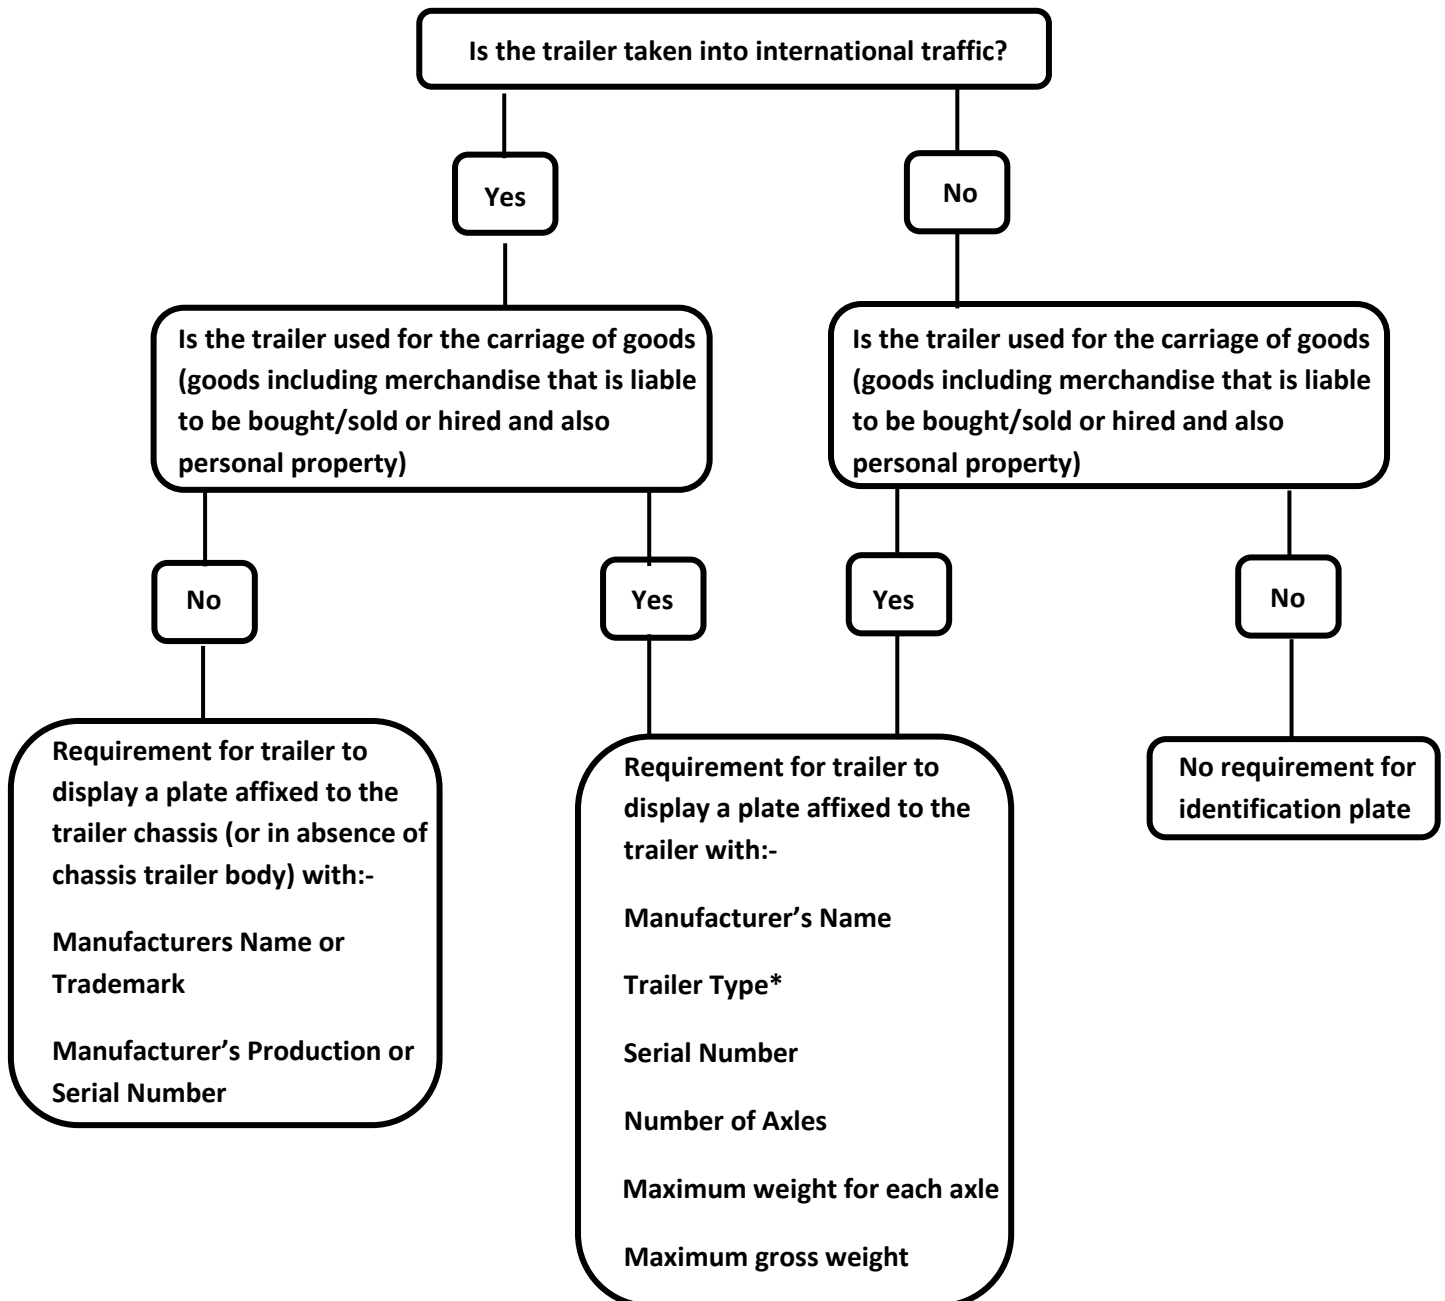 Is the trailer taken into international traffic?
Yes
No
Is the trailer used for the carriage of goods
(goods including merchandise that is liable
to be bought/sold or hired and also
personal property)
Is the trailer used for the carriage of goods
(goods including merchandise that is liable
to be bought/sold or hired and also
personal property)
No
Yes
Yes
No
Requirement for trailer to
display a plate affixed to the
trailer chassis (or in absence of
chassis trailer body) with:-
Manufacturers Name or
Trademark
Manufacturer’s Production or
Serial Number
Requirement for trailer to
display a plate affixed to the
trailer with:-
Manufacturer’s Name
Trailer Type*
Serial Number
Number of Axles
Maximum weight for each axle
Maximum gross weight
No requirement for
identification plate